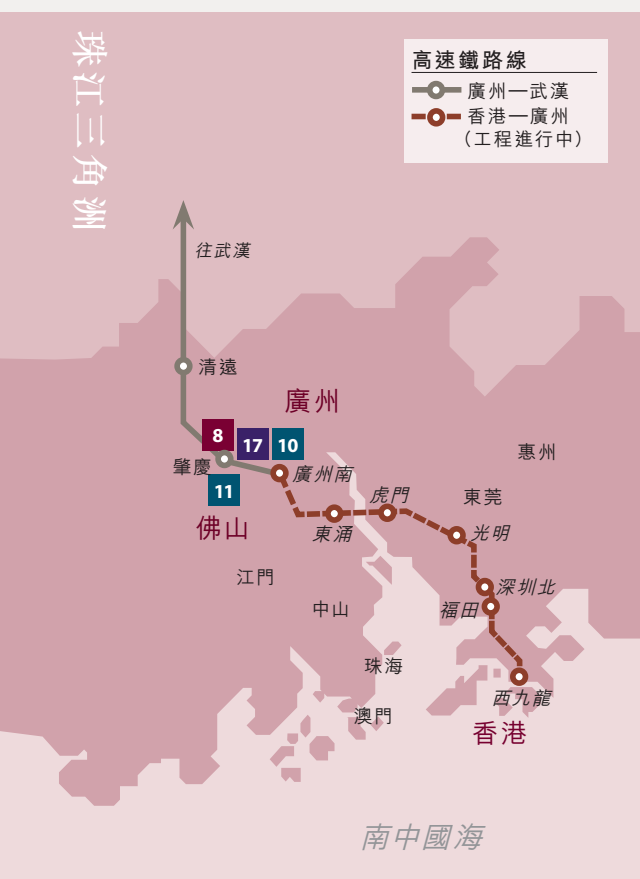 珠江三角洲
高速鐵路線
廣州—武漢
香港—廣州
（工程進行中）
往武漢
清遠
廣州
8
17
10
惠州
肇慶
廣州南
11
虎門
東莞
佛山
東涌
光明
江門
深圳北
中山
福田
珠海
西九龍
澳門
香港
南中國海